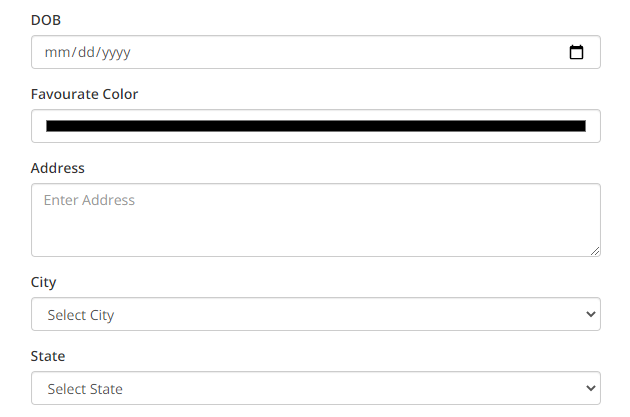 DOB
mm/dd/yyyy
Favourate Color
Address
Enter Address
City
Select City
State
Select State